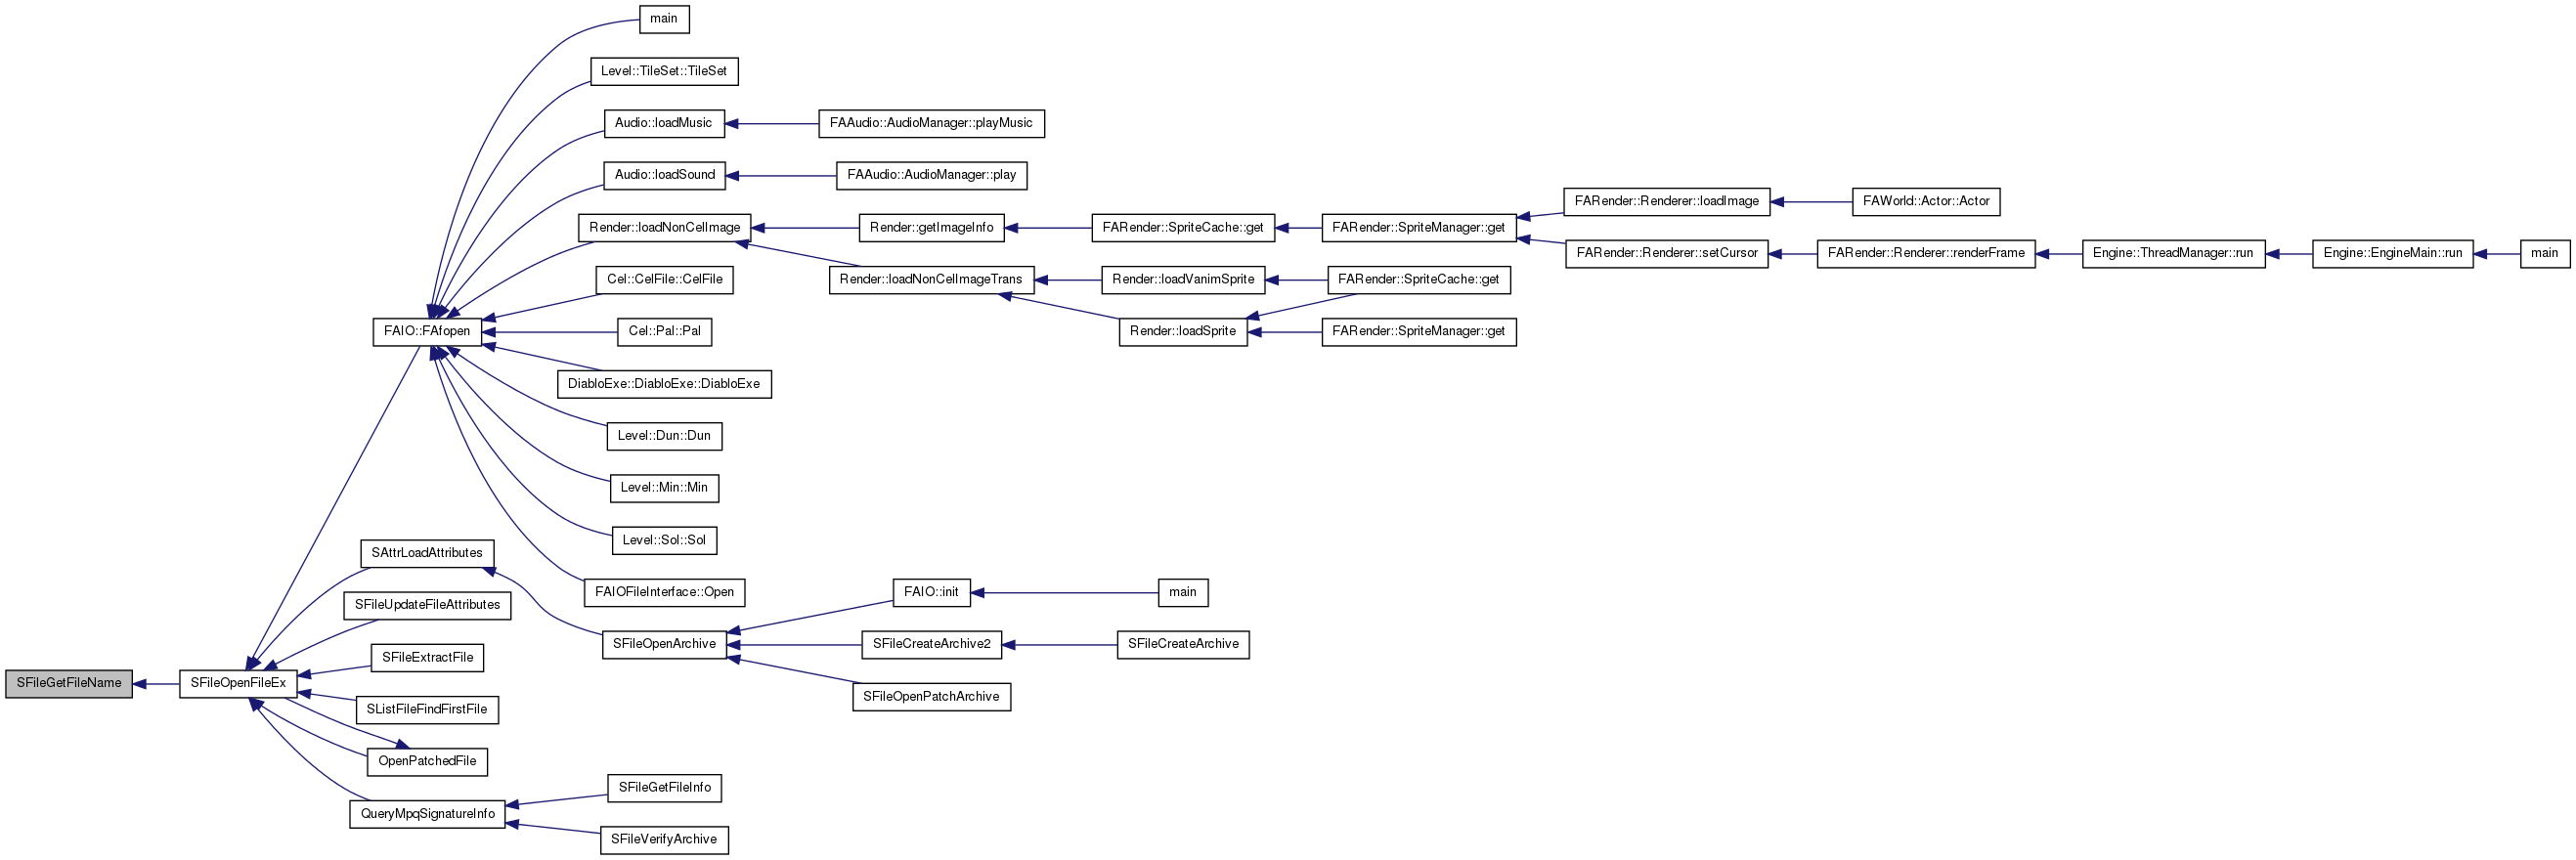 main
Level::TileSet::TileSet
Audio::loadMusic
FAAudio::AudioManager::playMusic
Audio::loadSound
FAAudio::AudioManager::play
FARender::Renderer::loadImage
FAWorld::Actor::Actor
Render::loadNonCelImage
Render::getImageInfo
FARender::SpriteCache::get
FARender::SpriteManager::get
FARender::Renderer::setCursor
FARender::Renderer::renderFrame
Engine::ThreadManager::run
Engine::EngineMain::run
main
Cel::CelFile::CelFile
Render::loadNonCelImageTrans
Render::loadVanimSprite
FARender::SpriteCache::get
FAIO::FAfopen
Cel::Pal::Pal
Render::loadSprite
FARender::SpriteManager::get
DiabloExe::DiabloExe::DiabloExe
Level::Dun::Dun
Level::Min::Min
Level::Sol::Sol
SAttrLoadAttributes
FAIOFileInterface::Open
FAIO::init
main
SFileUpdateFileAttributes
SFileOpenArchive
SFileCreateArchive2
SFileCreateArchive
SFileExtractFile
SFileGetFileName
SFileOpenFileEx
SFileOpenPatchArchive
SListFileFindFirstFile
OpenPatchedFile
SFileGetFileInfo
QueryMpqSignatureInfo
SFileVerifyArchive